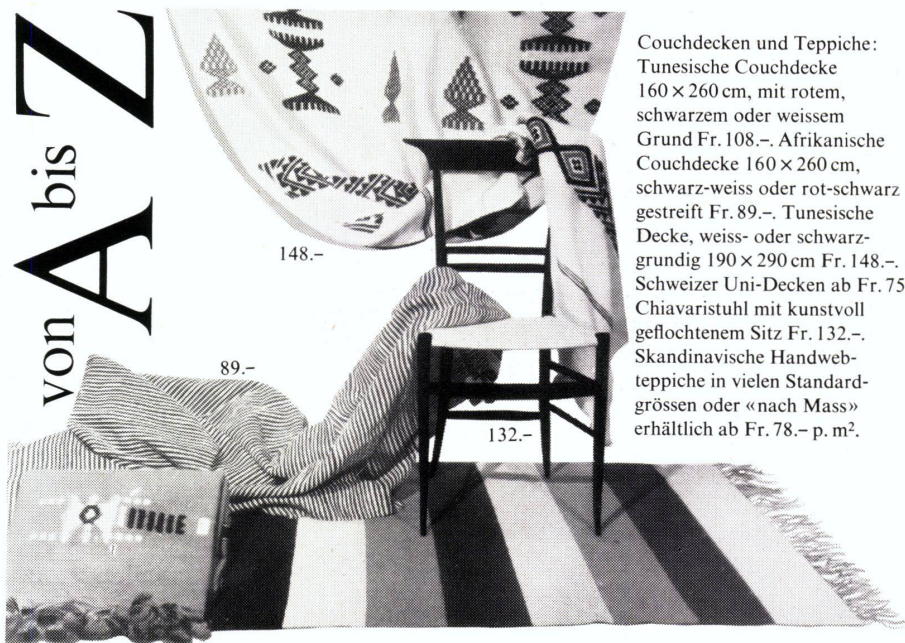 von A bis Z
Couchdecken und Teppiche:
Tunesische Couchdecke
160 × 260 cm, mit rotem,
schwarzem oder weissem
Grund Fr. 108.–. Afrikanische
Couchdecke 160 × 260 cm,
schwarz-weiss oder rot-schwarz
gestreift Fr. 89.–. Tunesische
Decke, weiss- oder schwarz-
grundig 190 × 290 cm Fr. 148.–.
Schweizer Uni-Decken ab Fr. 75
Chiavaristuhl mit kunstvoll
geflochtenem Sitz Fr. 132.–.
Skandinavische Handweb-
teppiche in vielen Standard-
grössen oder «nach Mass»
erhältlich ab Fr. 78.– p. m².
148.–
89.–
132.–